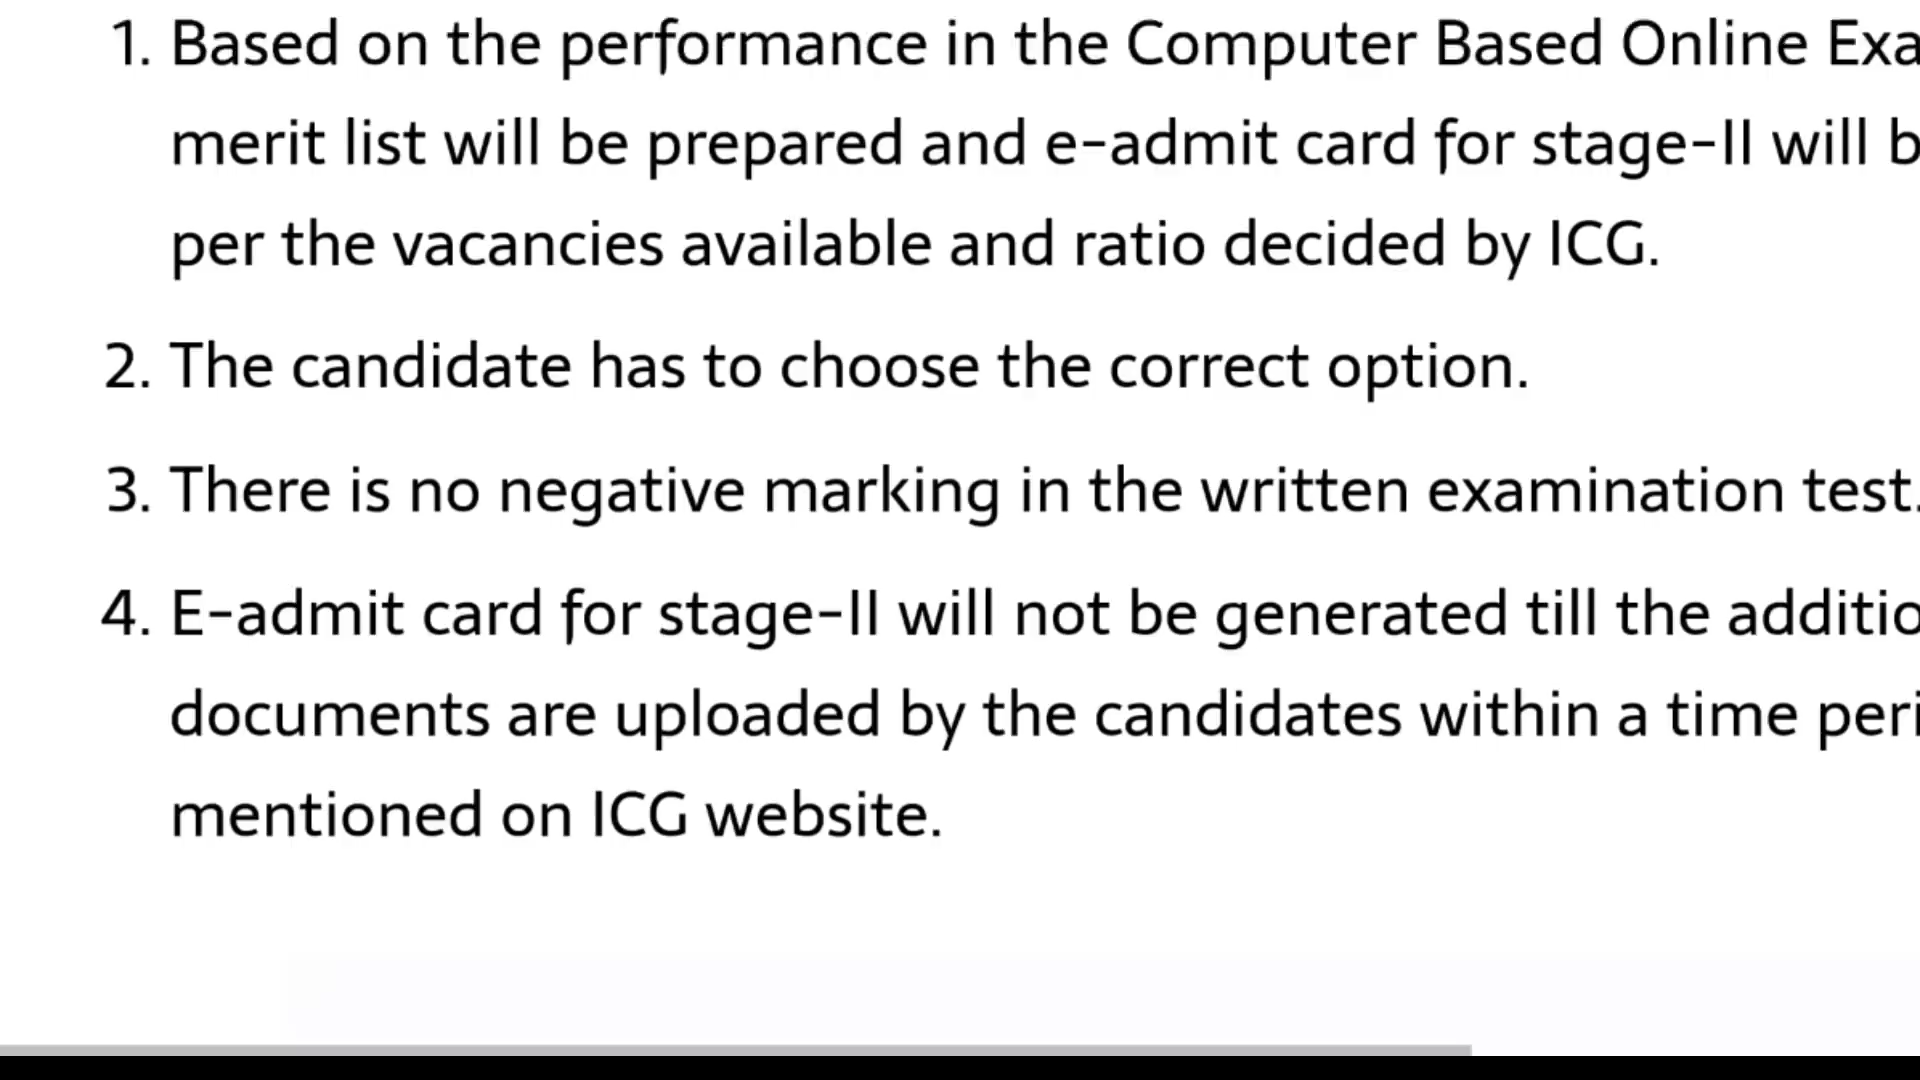 1. Based on the performance in the Computer Based Online
merit list will be prepared and e-admit card for stage-II will
per the vacancies available and ratio decided by ICG.
2. The candidate has to choose the correct option.
3. There is no negative marking in the written examination test.
4. E-admit card for stage-II will not be generated till the
documents are uploaded by the candidates within a time
mentioned on ICG website.